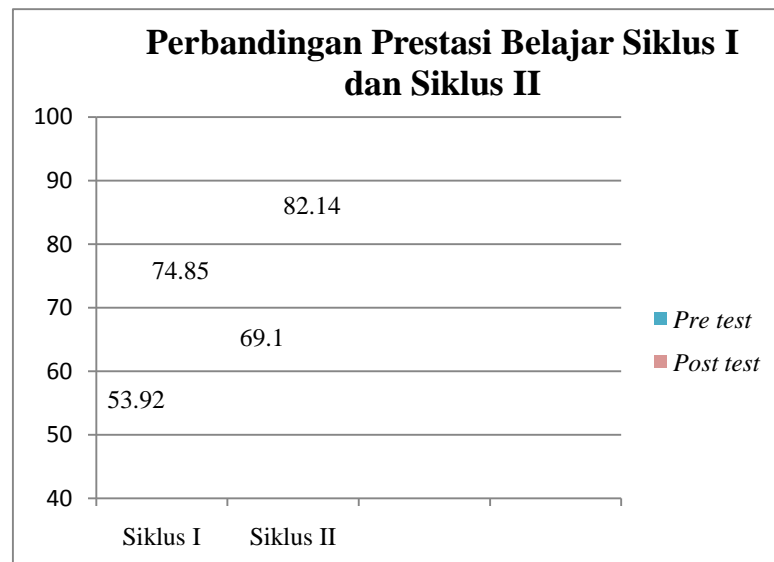 Perbandingan Prestasi Belajar Siklus I
dan Siklus II
100
90
82.14
80
74.85
70
69.1
Pre test
60
Post test
53.92
50
40
Siklus I
Siklus II